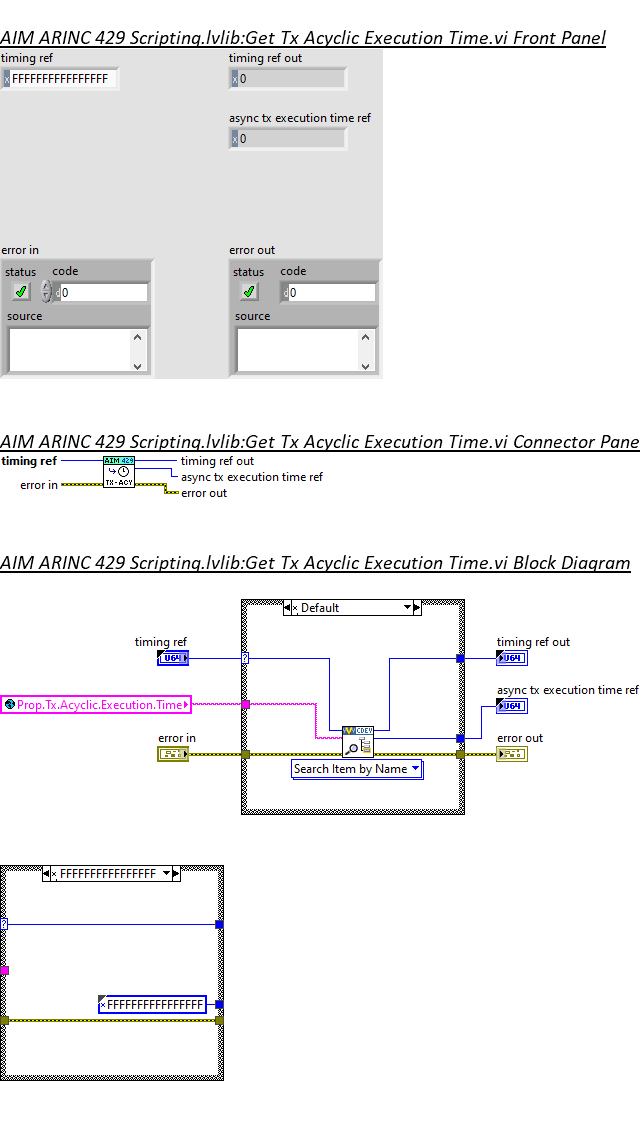 AIM ARINC 429 Scripting.lvlib:Get Tx Acyclic Execution Time.vi Front Panel
timing ref
timing ref out
x FFFFFFFFFFFFFFFF
x 0
async tx execution time ref
x 0
error in
error out
status code
status code
d 0
d 0
source
source
AIM ARINC 429 Scripting.lvlib:Get Tx Acyclic Execution Time.vi Connector Pane
timing ref
AIM 429
timing ref out
async tx execution time ref
error in
TX-ACY
error out
AIM ARINC 429 Scripting.lvlib:Get Tx Acyclic Execution Time.vi Block Diagram
x Default
timing ref
timing ref out
U64
?
U64
async tx execution time ref
Prop.Tx.Acyclic.Execution.Time
U64
error in
CDEV
error out
Search Item by Name
x FFFFFFFFFFFFFFFF
?
x FFFFFFFFFFFFFFFF